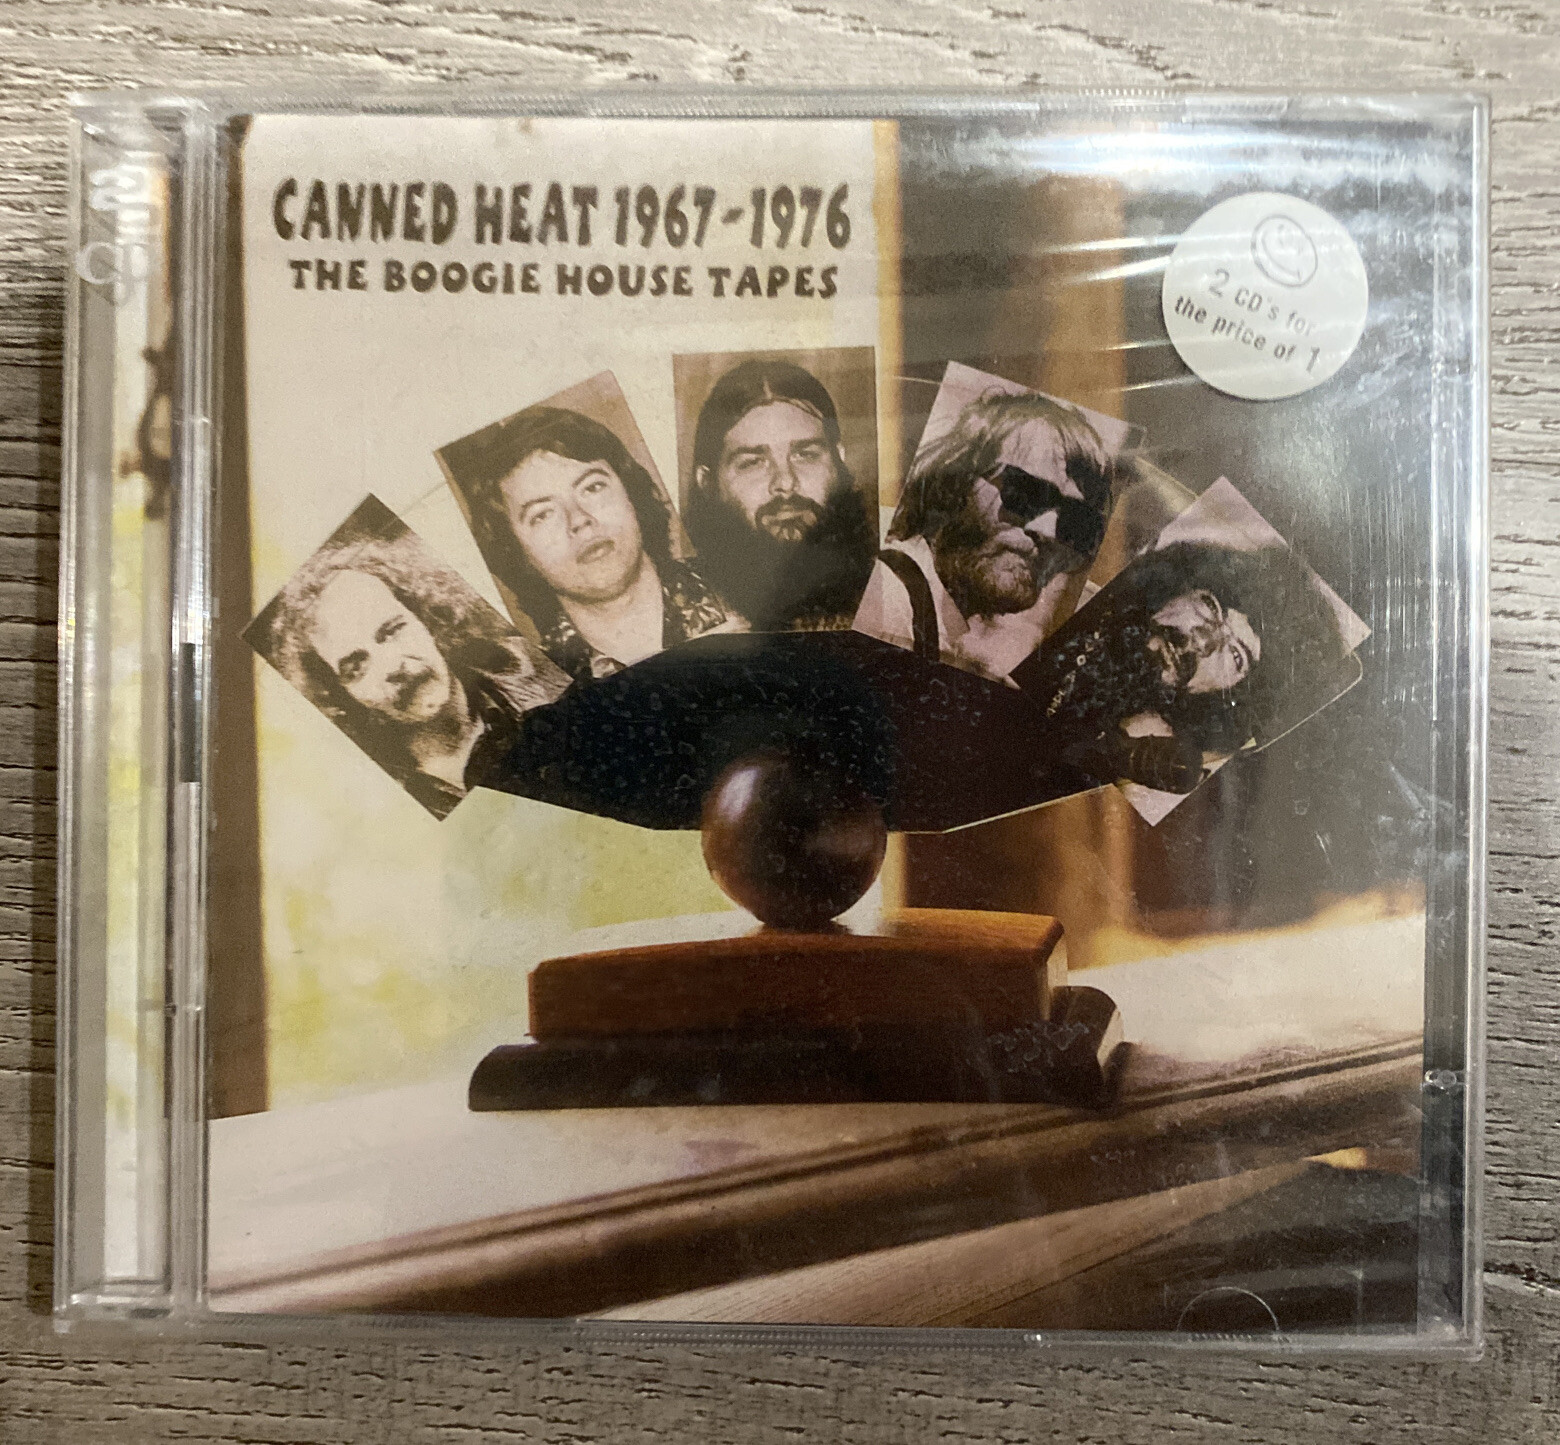 CANNED HEAT 1967-1976
THE BOOGIE HOUSE TAPES
2 CD's for
the price of 1